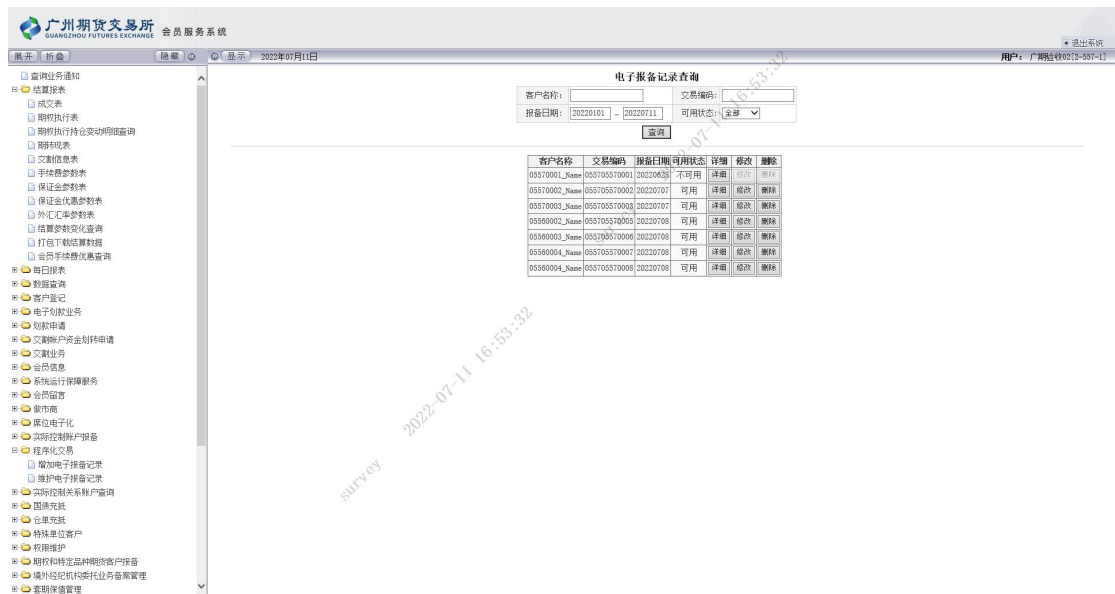 广州期货交易所 会员服务系统
GUANGZHOU FUTURES EXCHANGE
退出系统
展开 折叠 隐藏 显示 2022年07月11日 用户: 广期验收02[2-557-1]
查询业务通知
结算报表
成交表
期权执行表
期权执行持仓变动明细查询
期转现表
交割信息表
手续费参数表
保证金参数表
保证金优惠参数表
外汇汇率参数表
结算参数变化查询
打包下载结算数据
会员手续费优惠查询
每日报表
数据查询
客户登记
电子划款业务
划款申请
交割帐户资金划转申请
交割业务
会员信息
系统运行保障服务
会员留言
做市商
席位电子化
实际控制账户报备
程序化交易
增加电子报备记录
维护电子报备记录
实际控制关系账户查询
国债充抵
仓单充抵
特殊单位客户
权限维护
期权和特定品种期货客户报备
境外经纪机构委托业务备案管理
套期保值管理
电子报备记录查询
客户名称: 交易编码:
报备日期: 20220101 - 20220711 可用状态: 全部
查询
客户名称 交易编码 报备日期 可用状态 详细 修改 删除
05570001_Name 055705570001 20220628 不可用 详细 修改 删除
05570002_Name 055705570002 20220707 可用 详细 修改 删除
05570003_Name 055705570003 20220707 可用 详细 修改 删除
05560002_Name 055705570005 20220708 可用 详细 修改 删除
05560003_Name 055705570006 20220708 可用 详细 修改 删除
05560004_Name 055705570007 20220708 可用 详细 修改 删除
05560004_Name 055705570008 20220708 可用 详细 修改 删除
survey 2022-07-11 16:53:32
survey 2022-07-11 16:53:32